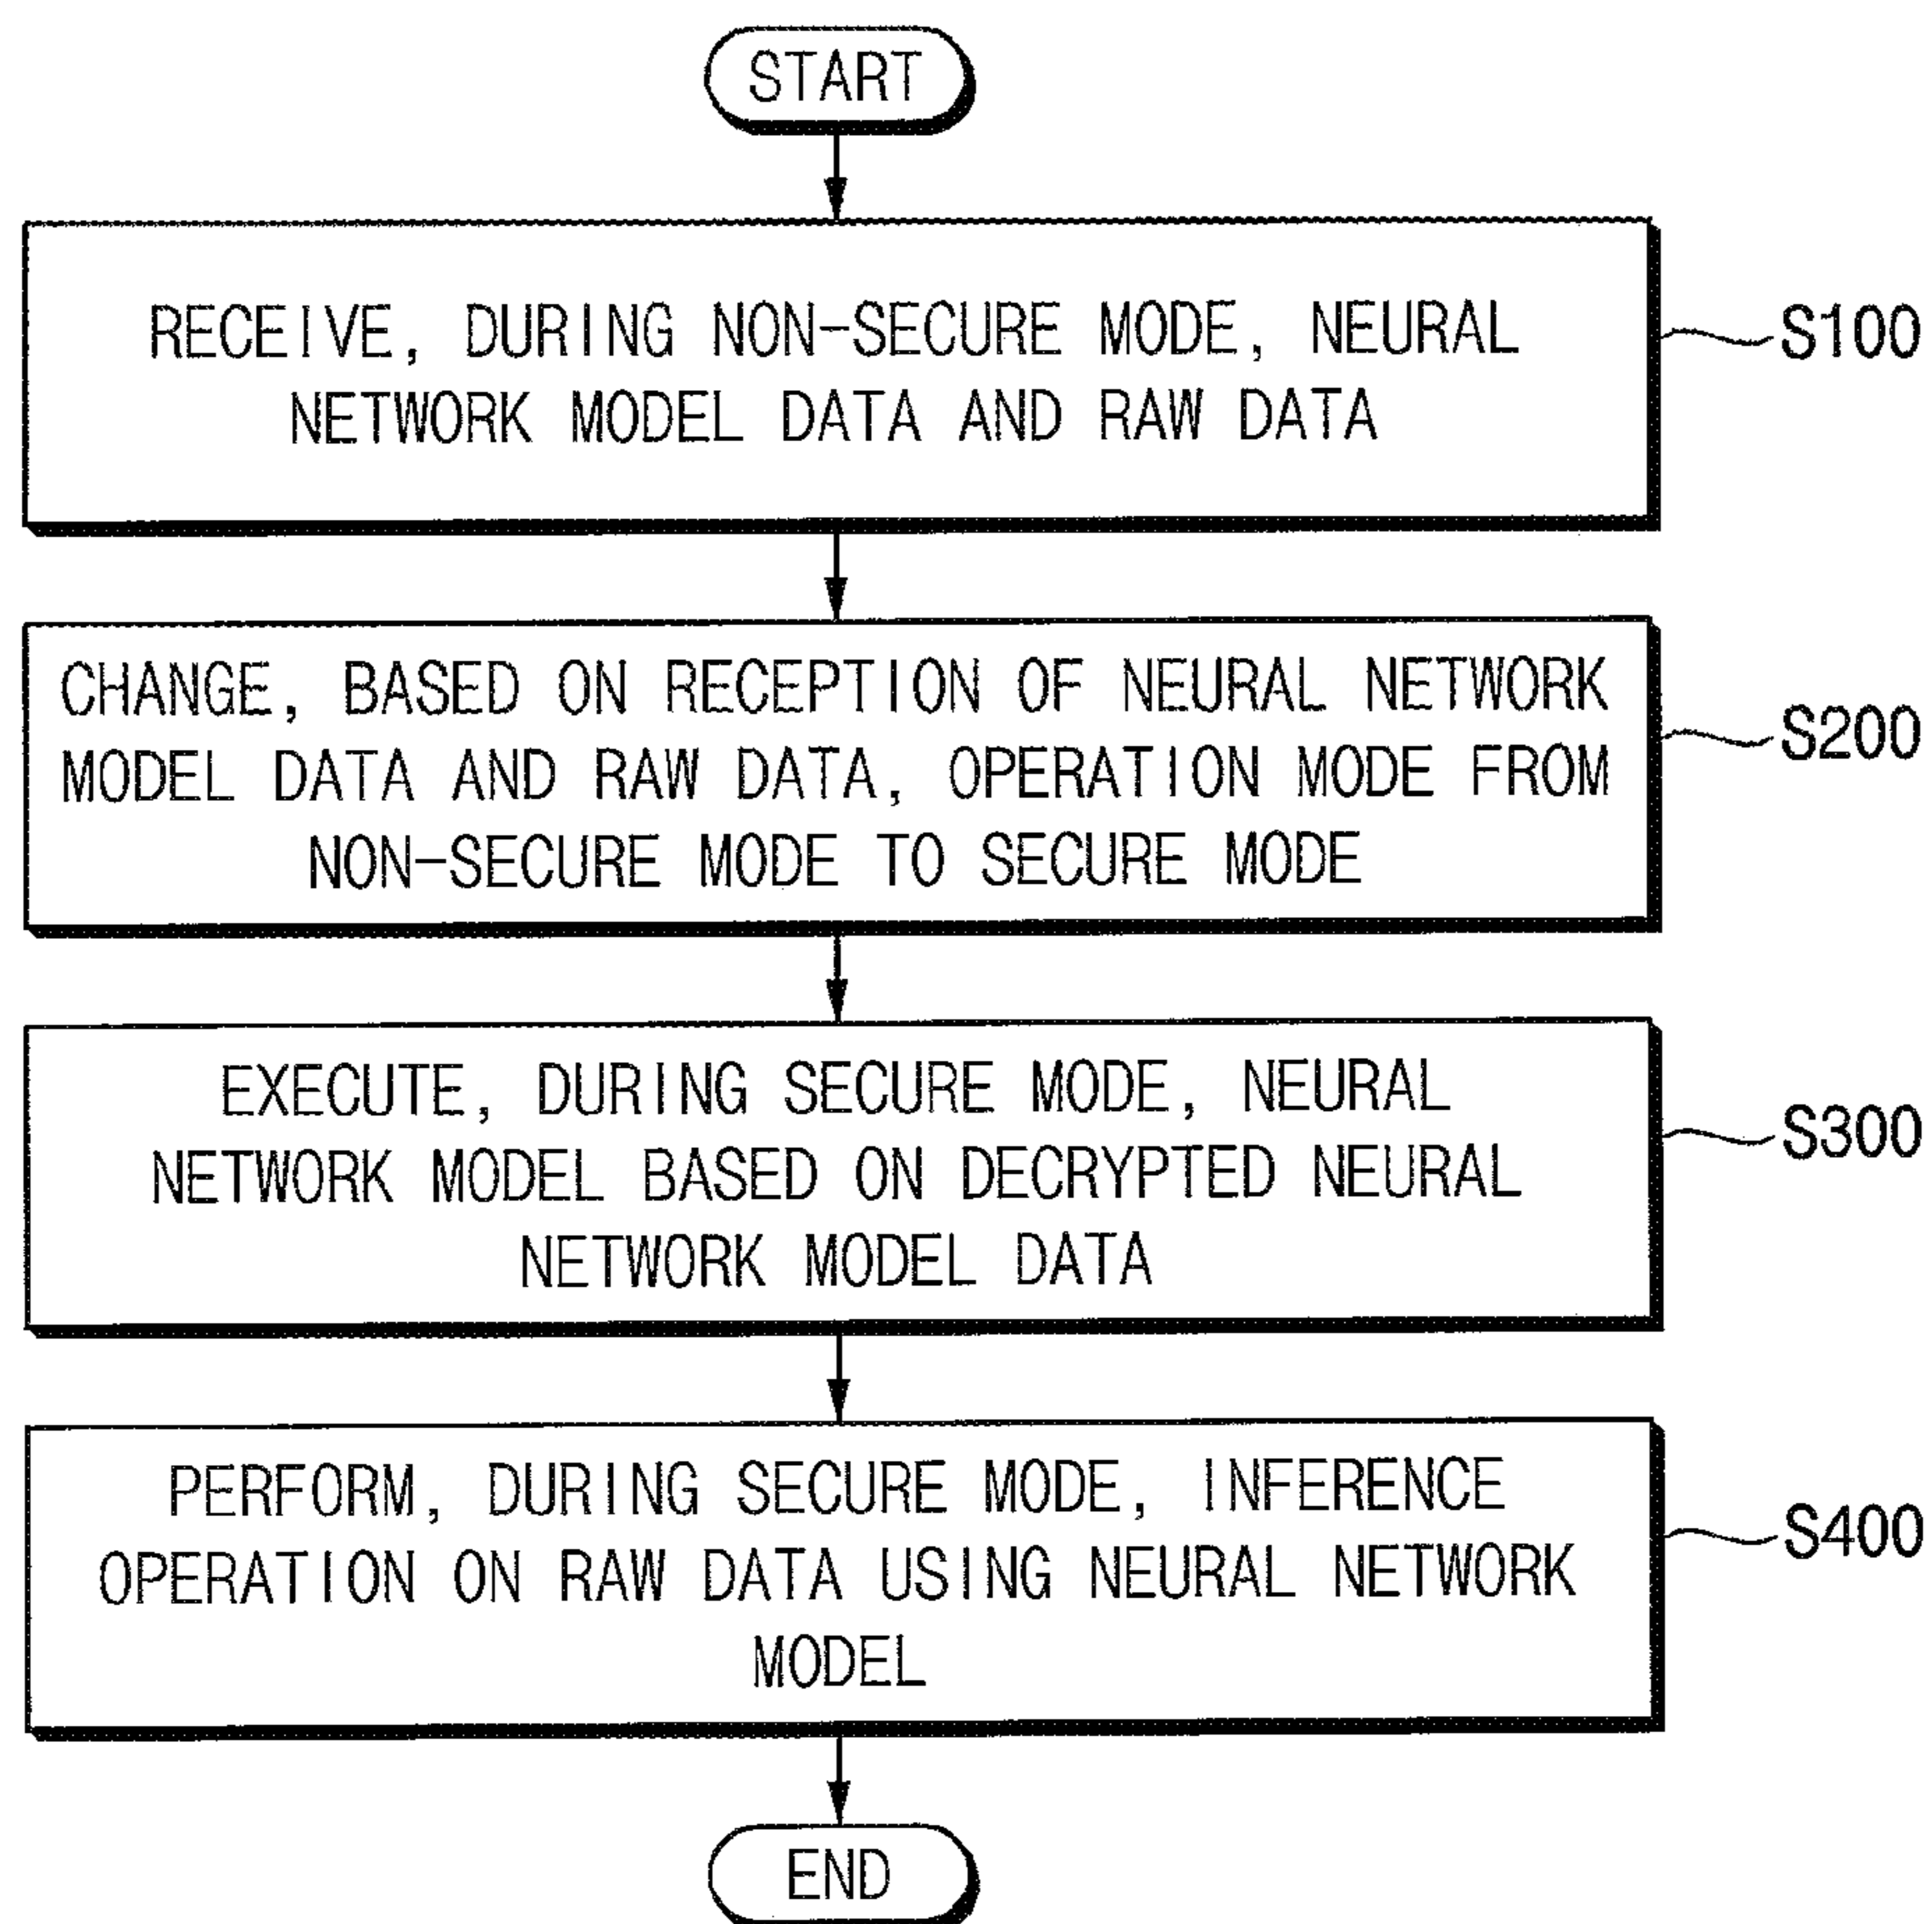 START
RECEIVE, DURING NON-SECURE MODE, NEURAL
NETWORK MODEL DATA AND RAW DATA
S100
CHANGE, BASED ON RECEPTION OF NEURAL NETWORK
MODEL DATA AND RAW DATA, OPERATION MODE FROM
NON-SECURE MODE TO SECURE MODE
S200
EXECUTE, DURING SECURE MODE, NEURAL
NETWORK MODEL BASED ON DECRYPTED NEURAL
NETWORK MODEL DATA
S300
PERFORM, DURING SECURE MODE, INFERENCE
OPERATION ON RAW DATA USING NEURAL NETWORK
MODEL
S400
END